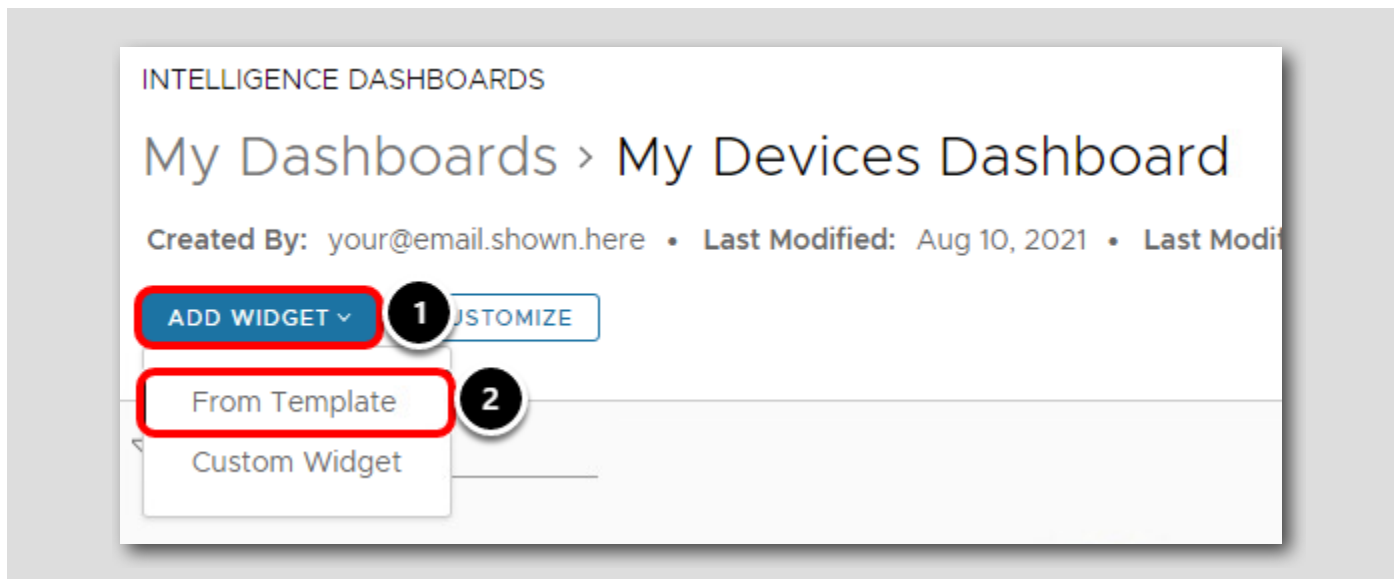 INTELLIGENCE DASHBOARDS
My Dashboards > My Devices Dashboard
Created By: your@email.shown.here • Last Modified: Aug 10, 2021 • Last Modif
ADD WIDGET 1 USTOMIZE
From Template 2
Custom Widget